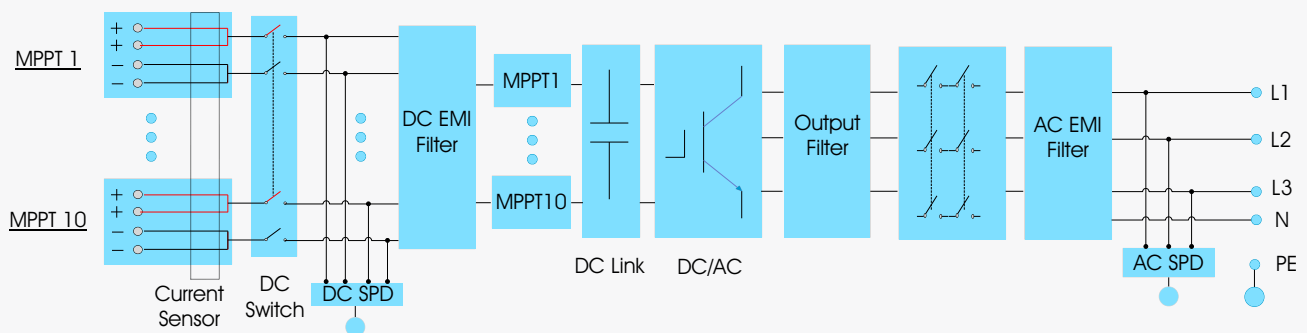 MPPT 1
+
+
−
−
MPPT 10
+
+
−
−
Current
Sensor
DC
Switch
DC SPD
DC EMI
Filter
MPPT1
MPPT10
DC Link
DC/AC
Output
Filter
AC EMI
Filter
AC SPD
L1
L2
L3
N
PE